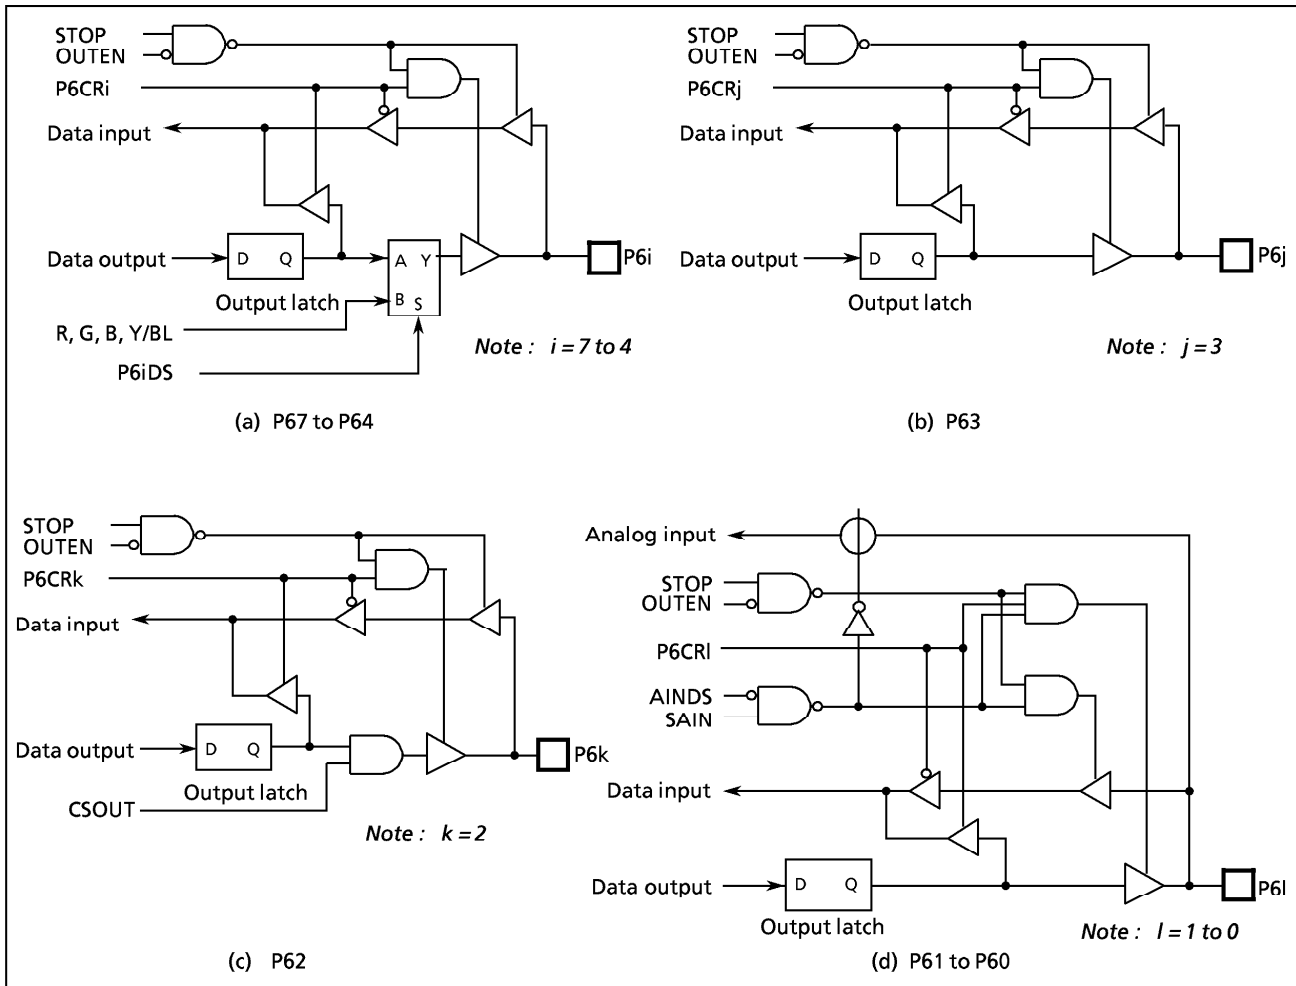 STOP
OUTEN
P6CRi
Data input
Data output
D Q
A Y
B S
P6i
Output latch
R, G, B, Y/BL
P6iDS
Note : i = 7 to 4
(a) P67 to P64
STOP
OUTEN
P6CRj
Data input
Data output
D Q
P6j
Output latch
Note : j = 3
(b) P63
STOP
OUTEN
P6CRk
Data input
Data output
D Q
P6k
Output latch
CSOUT
Note : k = 2
(c) P62
Analog input
STOP
OUTEN
P6CRl
AINDS
SAIN
Data input
Data output
D Q
P6l
Output latch
Note : l = 1 to 0
(d) P61 to P60